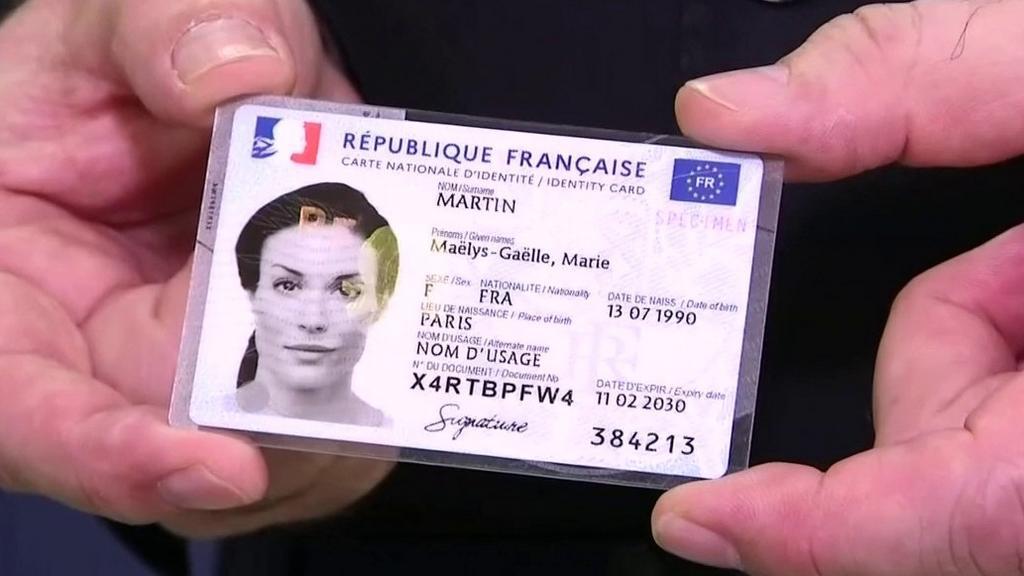 RÉPUBLIQUE FRANÇAISE
CARTE NATIONALE D'IDENTITÉ / IDENTITY CARD
FR
SPECIMEN
NOM / Surname
MARTIN
Prénoms / Given names
Maëlys-Gaëlle, Marie
SEXE / Sex NATIONALITÉ / Nationality DATE DE NAISS / Date of birth
F FRA 13 07 1990
LIEU DE NAISSANCE / Place of birth
PARIS
NOM D'USAGE / Alternate name
NOM D'USAGE
N° DU DOCUMENT / Document No DATE D'EXPIR / Expiry date
X4RTBPFW4 11 02 2030
Signature
384213
RF